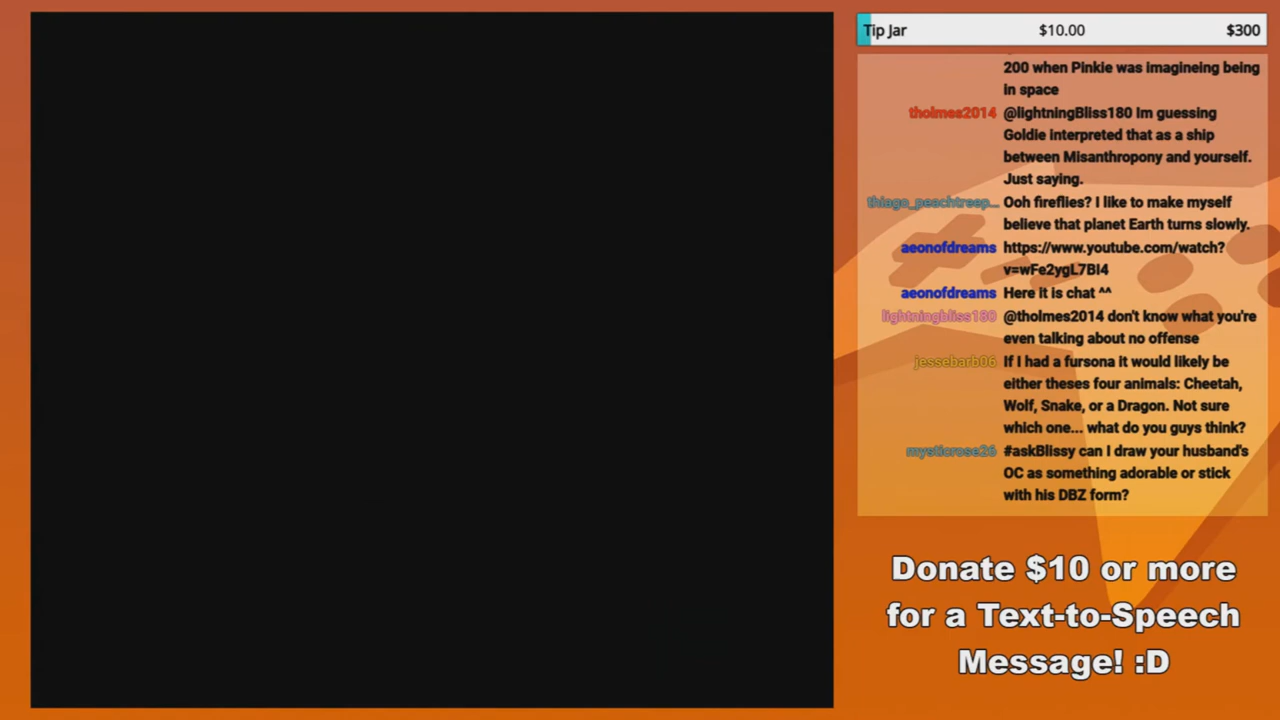 Tip Jar $10.00 $300
200 when Pinkie was imagineing being
in space
tholmes2014 @lightningBliss180 Im guessing
Goldie interpreted that as a ship
between Misanthropony and yourself.
Just saying.
thiago_peachtreep... Ooh fireflies? I like to make myself
believe that planet Earth turns slowly.
aeonofdreams https://www.youtube.com/watch?
v=wFe2ygL7BI4
aeonofdreams Here it is chat ^^
lightningbliss180 @tholmes2014 don't know what you're
even talking about no offense
jessebarb06 If I had a fursona it would likely be
either theses four animals: Cheetah,
Wolf, Snake, or a Dragon. Not sure
which one... what do you guys think?
mysticrose26 #askBlissy can I draw your husband's
OC as something adorable or stick
with his DBZ form?
Donate $10 or more
for a Text-to-Speech
Message! :D